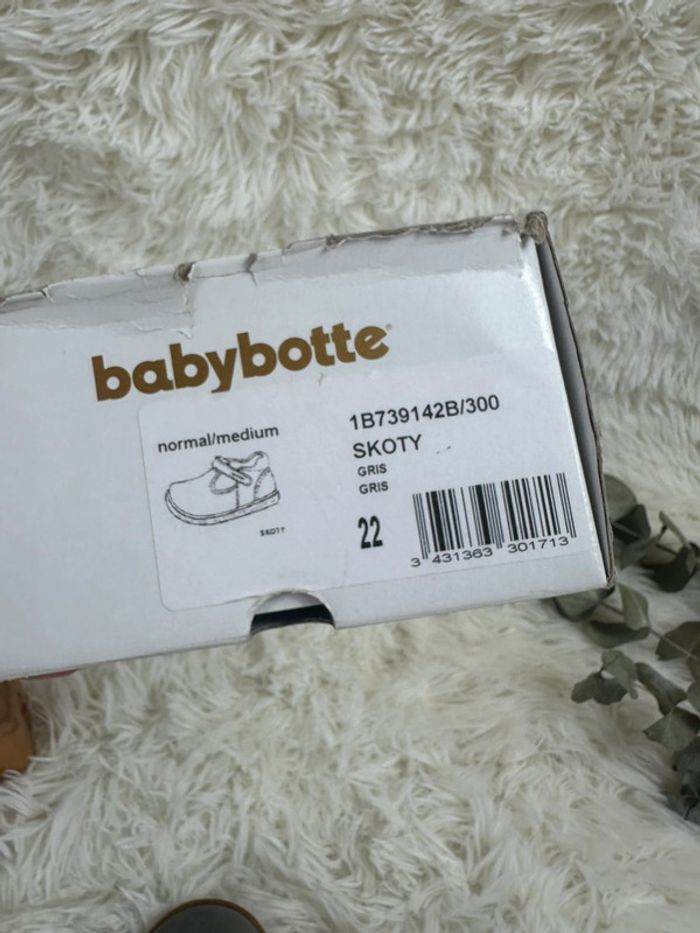 babybotte
normal/medium
SKOTY
1B739142B/300
SKOTY
GRIS
GRIS
22
3 431363 301713